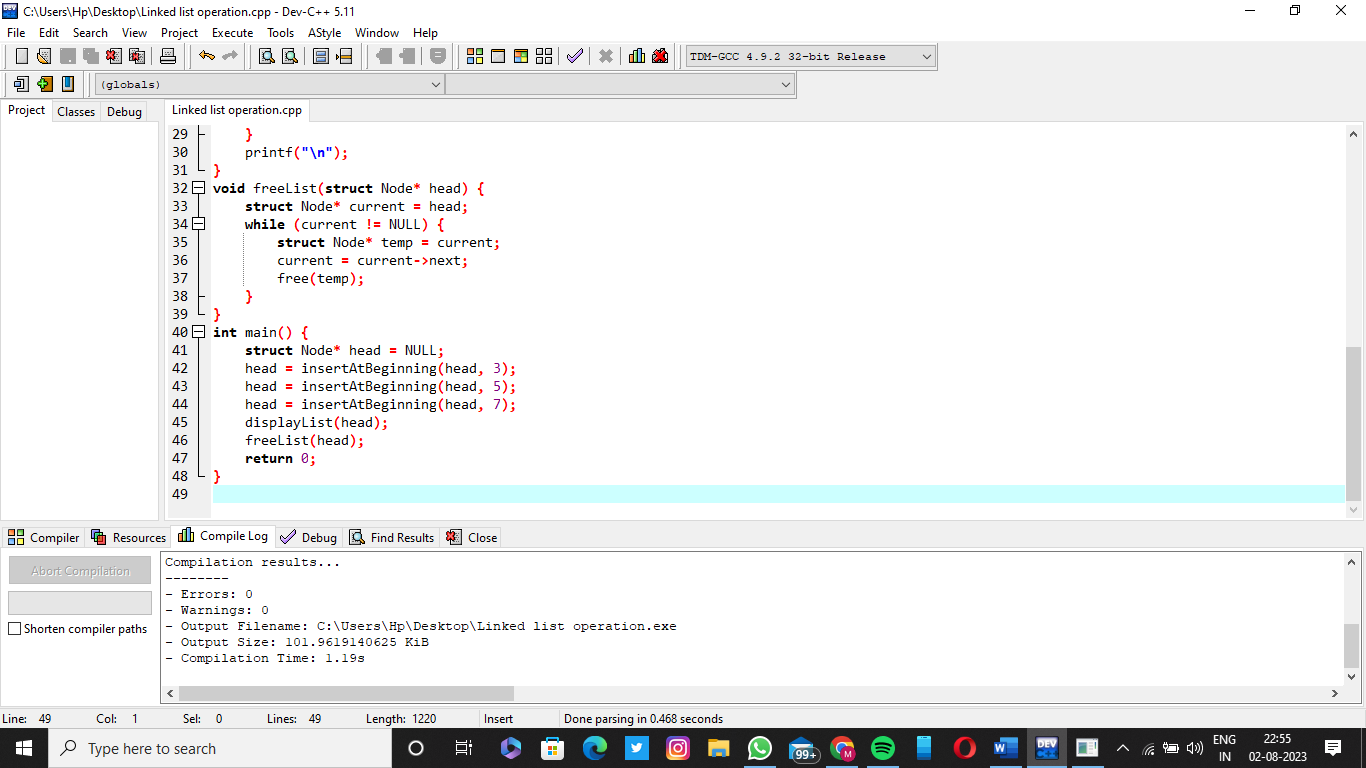 C:\Users\Hp\Desktop\Linked list operation.cpp - Dev-C++ 5.11
File Edit Search View Project Execute Tools AStyle Window Help
TDM-GCC 4.9.2 32-bit Release
(globals)
Project Classes Debug Linked list operation.cpp
29 }
30 printf("\n");
31 }
32 void freeList(struct Node* head) {
33 struct Node* current = head;
34 while (current != NULL) {
35 struct Node* temp = current;
36 current = current->next;
37 free(temp);
38 }
39 }
40 int main() {
41 struct Node* head = NULL;
42 head = insertAtBeginning(head, 3);
43 head = insertAtBeginning(head, 5);
44 head = insertAtBeginning(head, 7);
45 displayList(head);
46 freeList(head);
47 return 0;
48 }
49
Compiler Resources Compile Log Debug Find Results Close
Abort Compilation
Shorten compiler paths
Compilation results...
--------
- Errors: 0
- Warnings: 0
- Output Filename: C:\Users\Hp\Desktop\Linked list operation.exe
- Output Size: 101.9619140625 KiB
- Compilation Time: 1.19s
Line: 49 Col: 1 Sel: 0 Lines: 49 Length: 1220 Insert Done parsing in 0.468 seconds
Type here to search
99+
M
DEV
C++
ENG
IN
22:55
02-08-2023